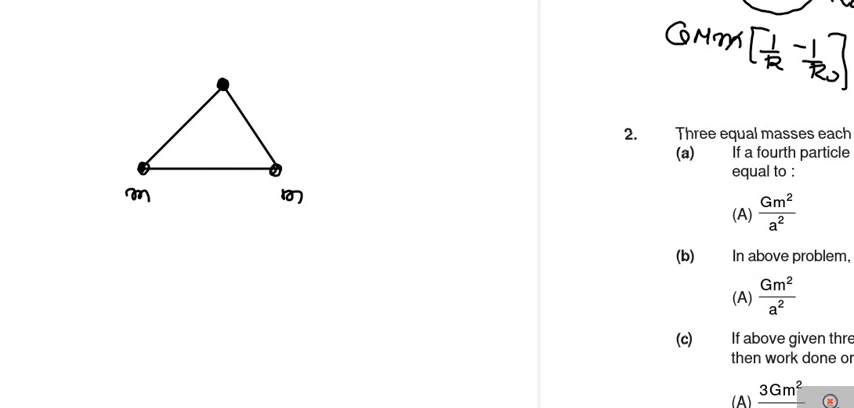 m m
GMm [1/R - 1/R0]
2. Three equal masses each
(a) If a fourth particle
equal to :
(A) Gm²/a²
(b) In above problem,
(A) Gm²/a²
(c) If above given thre
then work done or
(A) 3Gm²